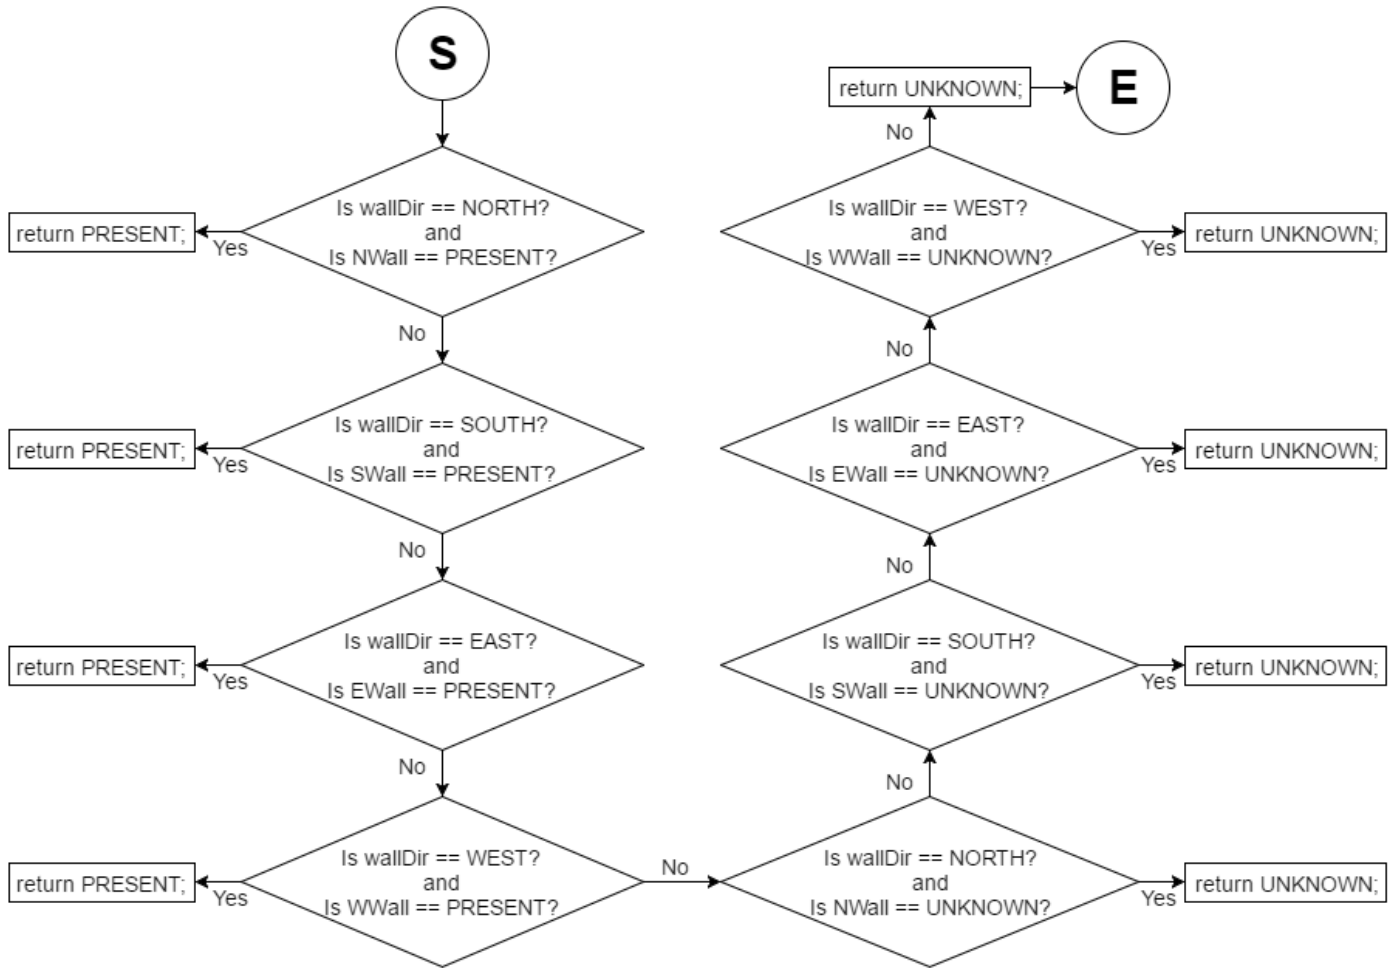 S
Is wallDir == NORTH?
and
Is NWall == PRESENT?
Yes
return PRESENT;
No
Is wallDir == SOUTH?
and
Is SWall == PRESENT?
Yes
return PRESENT;
No
Is wallDir == EAST?
and
Is EWall == PRESENT?
Yes
return PRESENT;
No
Is wallDir == WEST?
and
Is WWall == PRESENT?
Yes
return PRESENT;
No
Is wallDir == NORTH?
and
Is NWall == UNKNOWN?
Yes
return UNKNOWN;
No
Is wallDir == SOUTH?
and
Is SWall == UNKNOWN?
Yes
return UNKNOWN;
No
Is wallDir == EAST?
and
Is EWall == UNKNOWN?
Yes
return UNKNOWN;
No
Is wallDir == WEST?
and
Is WWall == UNKNOWN?
Yes
return UNKNOWN;
No
return UNKNOWN;
E